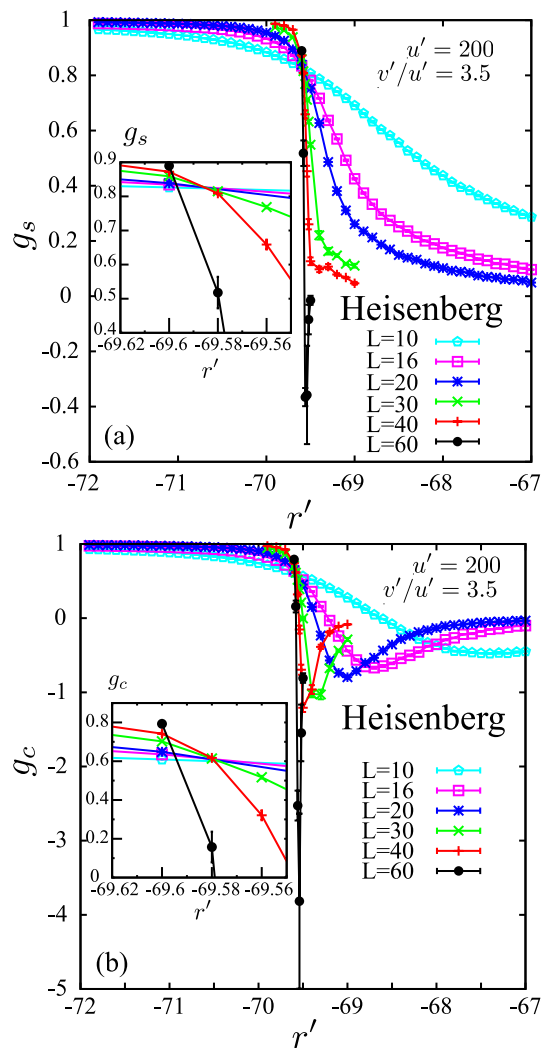 1
0.8
0.6
0.4
0.2
0
-0.2
-0.4
-0.6
g_s
u' = 200
v'/u' = 3.5
g_s
0.9
0.8
0.7
0.6
0.5
0.4
-69.62 -69.6 -69.58 -69.56
r'
Heisenberg
L=10
L=16
L=20
L=30
L=40
L=60
(a)
-72 -71 -70 -69 -68 -67
r'
1
0
-1
-2
-3
-4
-5
g_c
u' = 200
v'/u' = 3.5
g_c
0.8
0.6
0.4
0.2
0
-69.62 -69.6 -69.58 -69.56
r'
Heisenberg
L=10
L=16
L=20
L=30
L=40
L=60
(b)
-72 -71 -70 -69 -68 -67
r'